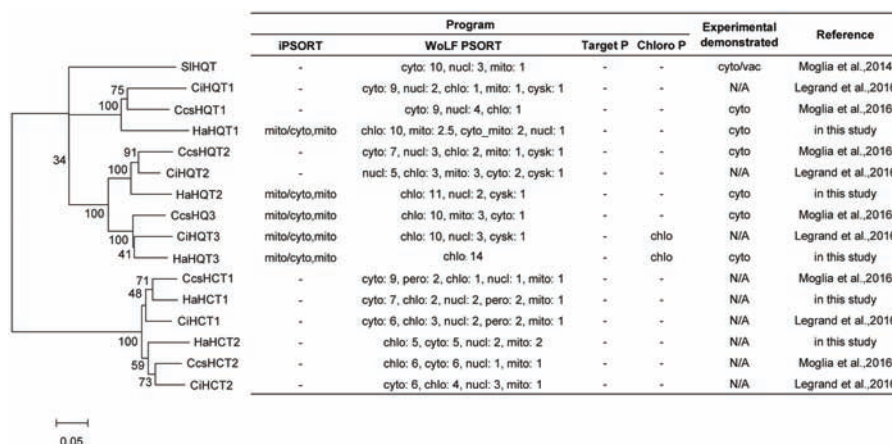 Program
Experimental demonstrated
Reference
iPSORT WoLF PSORT Target P Chloro P
SlHQT - cyto: 10, nucl: 3, mito: 1 - - cyto/vac Moglia et al.,2014
75 CiHQT1 - cyto: 9, nucl: 2, chlo: 1, mito: 1, cysk: 1 - - N/A Legrand et al.,2016
100 CcsHQT1 - cyto: 9, nucl: 4, chlo: 1 - - cyto Moglia et al.,2016
HaHQT1 mito/cyto,mito chlo: 10, mito: 2.5, cyto_mito: 2, nucl: 1 - - cyto in this study
34 91 CcsHQT2 - cyto: 7, nucl: 3, chlo: 2, mito: 1, cysk: 1 - - cyto Moglia et al.,2016
100 CiHQT2 - nucl: 5, chlo: 3, mito: 3, cyto: 2, cysk: 1 - - N/A Legrand et al.,2016
HaHQT2 mito/cyto,mito chlo: 11, nucl: 2, cysk: 1 - - cyto in this study
100 CcsHQ3 mito/cyto,mito chlo: 10, mito: 3, cyto: 1 - - cyto Moglia et al.,2016
100 CiHQT3 mito/cyto,mito chlo: 10, nucl: 3, cysk: 1 - chlo N/A Legrand et al.,2016
41 HaHQT3 mito/cyto,mito chlo: 14 - chlo cyto in this study
71 CcsHCT1 - cyto: 9, pero: 2, chlo: 1, nucl: 1, mito: 1 - - N/A Moglia et al.,2016
48 HaHCT1 - cyto: 7, chlo: 2, nucl: 2, pero: 2, mito: 1 - - N/A in this study
CiHCT1 - cyto: 6, chlo: 3, nucl: 2, pero: 2, mito: 1 - - N/A Legrand et al.,2016
100 HaHCT2 - chlo: 5, cyto: 5, nucl: 2, mito: 2 - - N/A in this study
59 CcsHCT2 - chlo: 6, cyto: 6, nucl: 1, mito: 1 - - N/A Moglia et al.,2016
73 CiHCT2 - cyto: 6, chlo: 4, nucl: 3, mito: 1 - - N/A Legrand et al.,2016
0.05